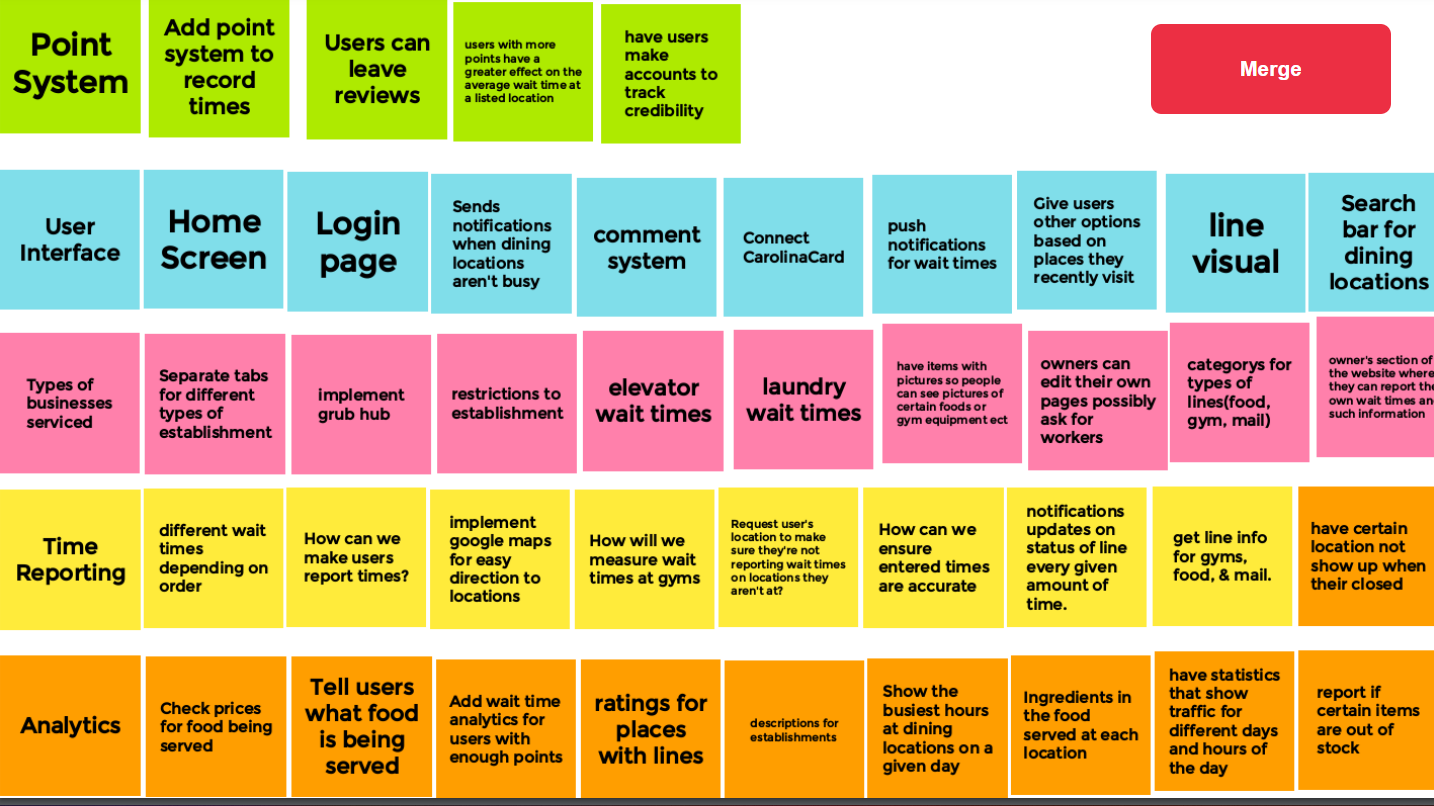 Point
System
Add point
system to
record
times
Users can
leave
reviews
users with more
points have a
greater effect on the
average wait time at
a listed location
have users
make
accounts to
track
credibility
Merge
User
Interface
Home
Screen
Login
page
Sends
notifications
when dining
locations
aren't busy
comment
system
Connect
CarolinaCard
push
notifications
for wait times
Give users
other options
based on
places they
recently visit
line
visual
Search
bar for
dining
locations
Types of
businesses
serviced
Separate tabs
for different
types of
establishment
implement
grub hub
restrictions to
establishment
elevator
wait times
laundry
wait times
have items with
pictures so people
can see pictures of
certain foods or
gym equipment ect
owners can
edit their own
pages possibly
ask for
workers
categorys for
types of
lines(food,
gym, mail)
owner's section of
the website where
they can report
own wait times
such information
Time
Reporting
different wait
times
depending on
order
How can we
make users
report times?
implement
google maps
for easy
direction to
locations
How will we
measure wait
times at gyms
Request user's
location to make
sure they're not
reporting wait times
on locations they
aren't at?
How can we
ensure
entered times
are accurate
notifications
updates on
status of line
every given
amount of
time.
get line info
for gyms,
food, & mail.
have certain
location not
show up when
their closed
Analytics
Check prices
for food being
served
Tell users
what food
is being
served
Add wait time
analytics for
users with
enough points
ratings for
places
with lines
descriptions for
establishments
Show the
busiest hours
at dining
locations on a
given day
Ingredients in
the food
served at each
location
have statistics
that show
traffic for
different days
and hours of
the day
report if
certain items
are out of
stock